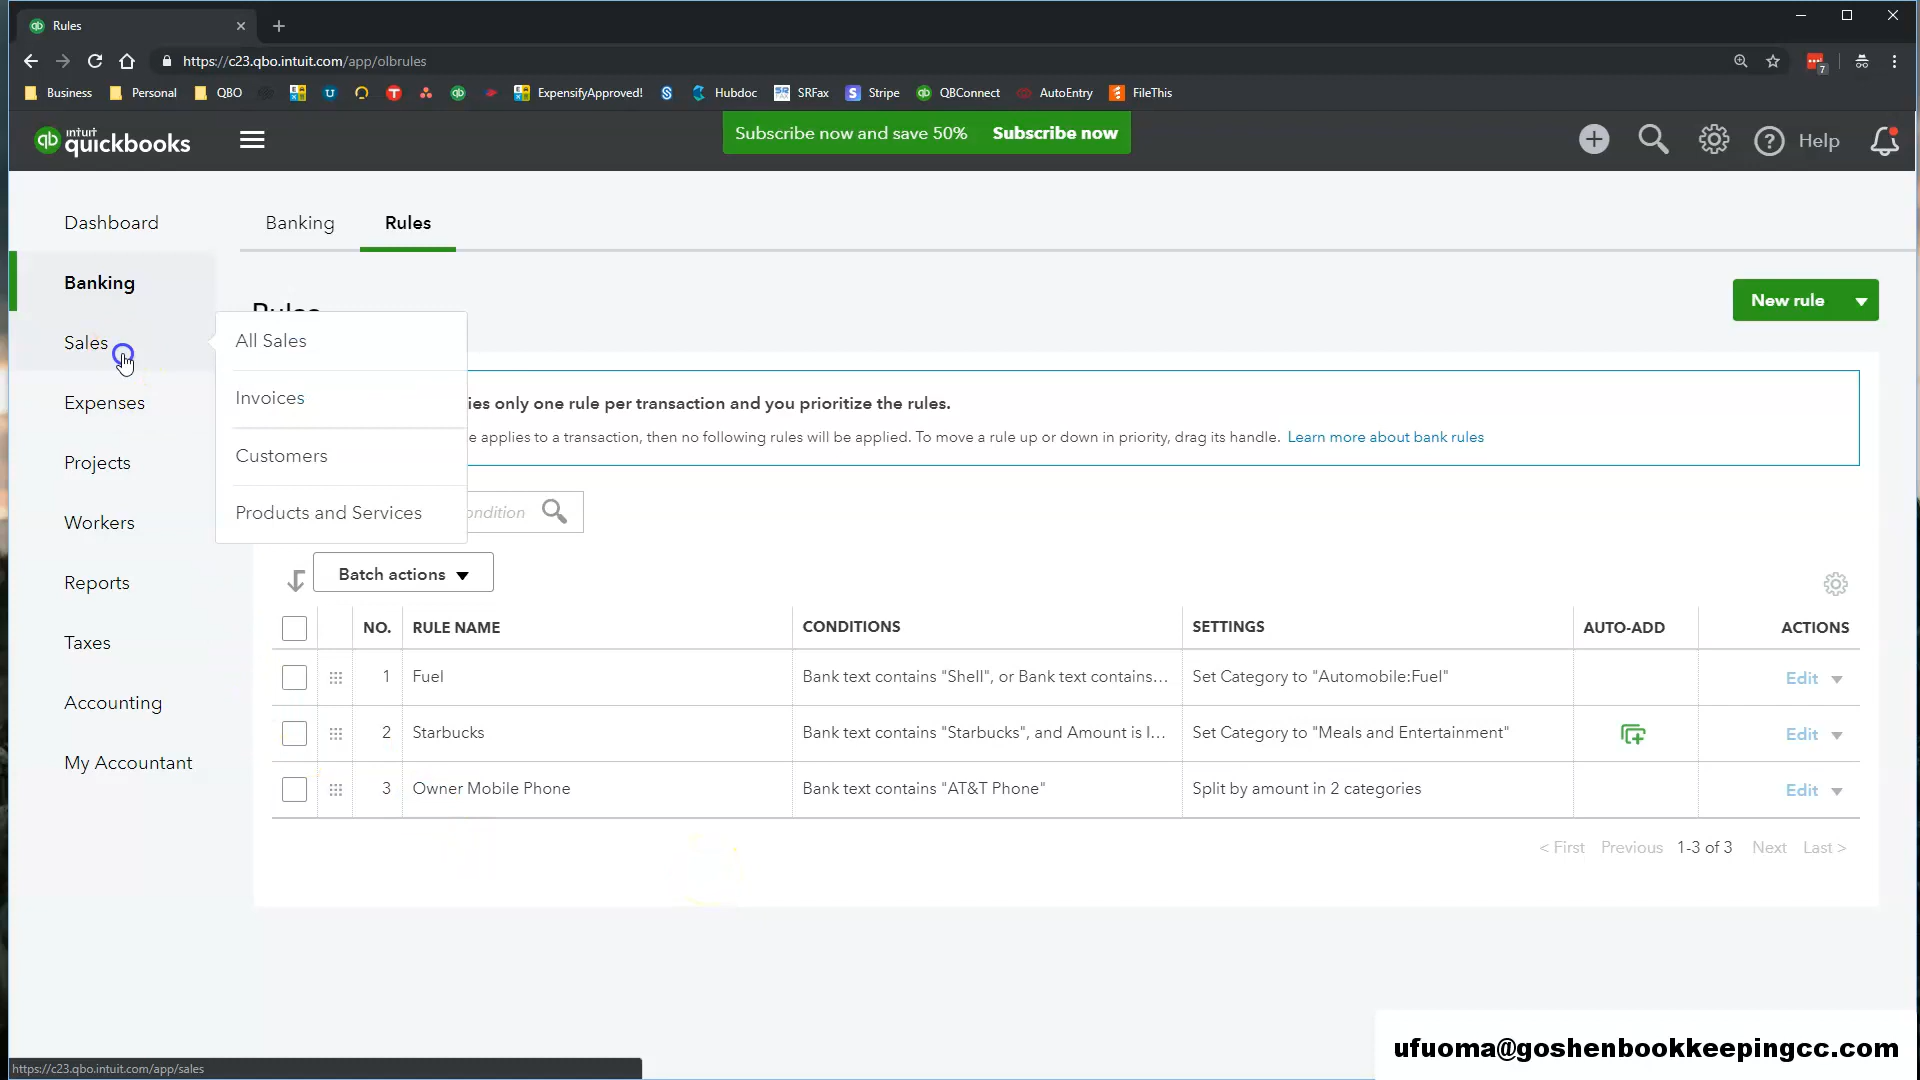 Rules
https://c23.qbo.intuit.com/app/olbrules
7
Business
Personal
QBO
ExpensifyApproved!
Hubdoc
SRFax
Stripe
QBConnect
AutoEntry
FileThis
intuit
quickbooks
Subscribe now and save 50% Subscribe now
Help
Dashboard
Banking
Sales
Expenses
Projects
Workers
Reports
Taxes
Accounting
My Accountant
Banking
Rules
Rules
New rule
All Sales
Invoices
Customers
Products and Services
ies only one rule per transaction and you prioritize the rules.
e applies to a transaction, then no following rules will be applied. To move a rule up or down in priority, drag its handle. Learn more about bank rules
ondition
Batch actions
NO. RULE NAME CONDITIONS SETTINGS AUTO-ADD ACTIONS
1 Fuel Bank text contains "Shell", or Bank text contains... Set Category to "Automobile:Fuel" Edit
2 Starbucks Bank text contains "Starbucks", and Amount is l... Set Category to "Meals and Entertainment" Edit
3 Owner Mobile Phone Bank text contains "AT&T Phone" Split by amount in 2 categories Edit
< First Previous 1-3 of 3 Next Last >
https://c23.qbo.intuit.com/app/sales
ufuoma@goshenbookkeepingcc.com